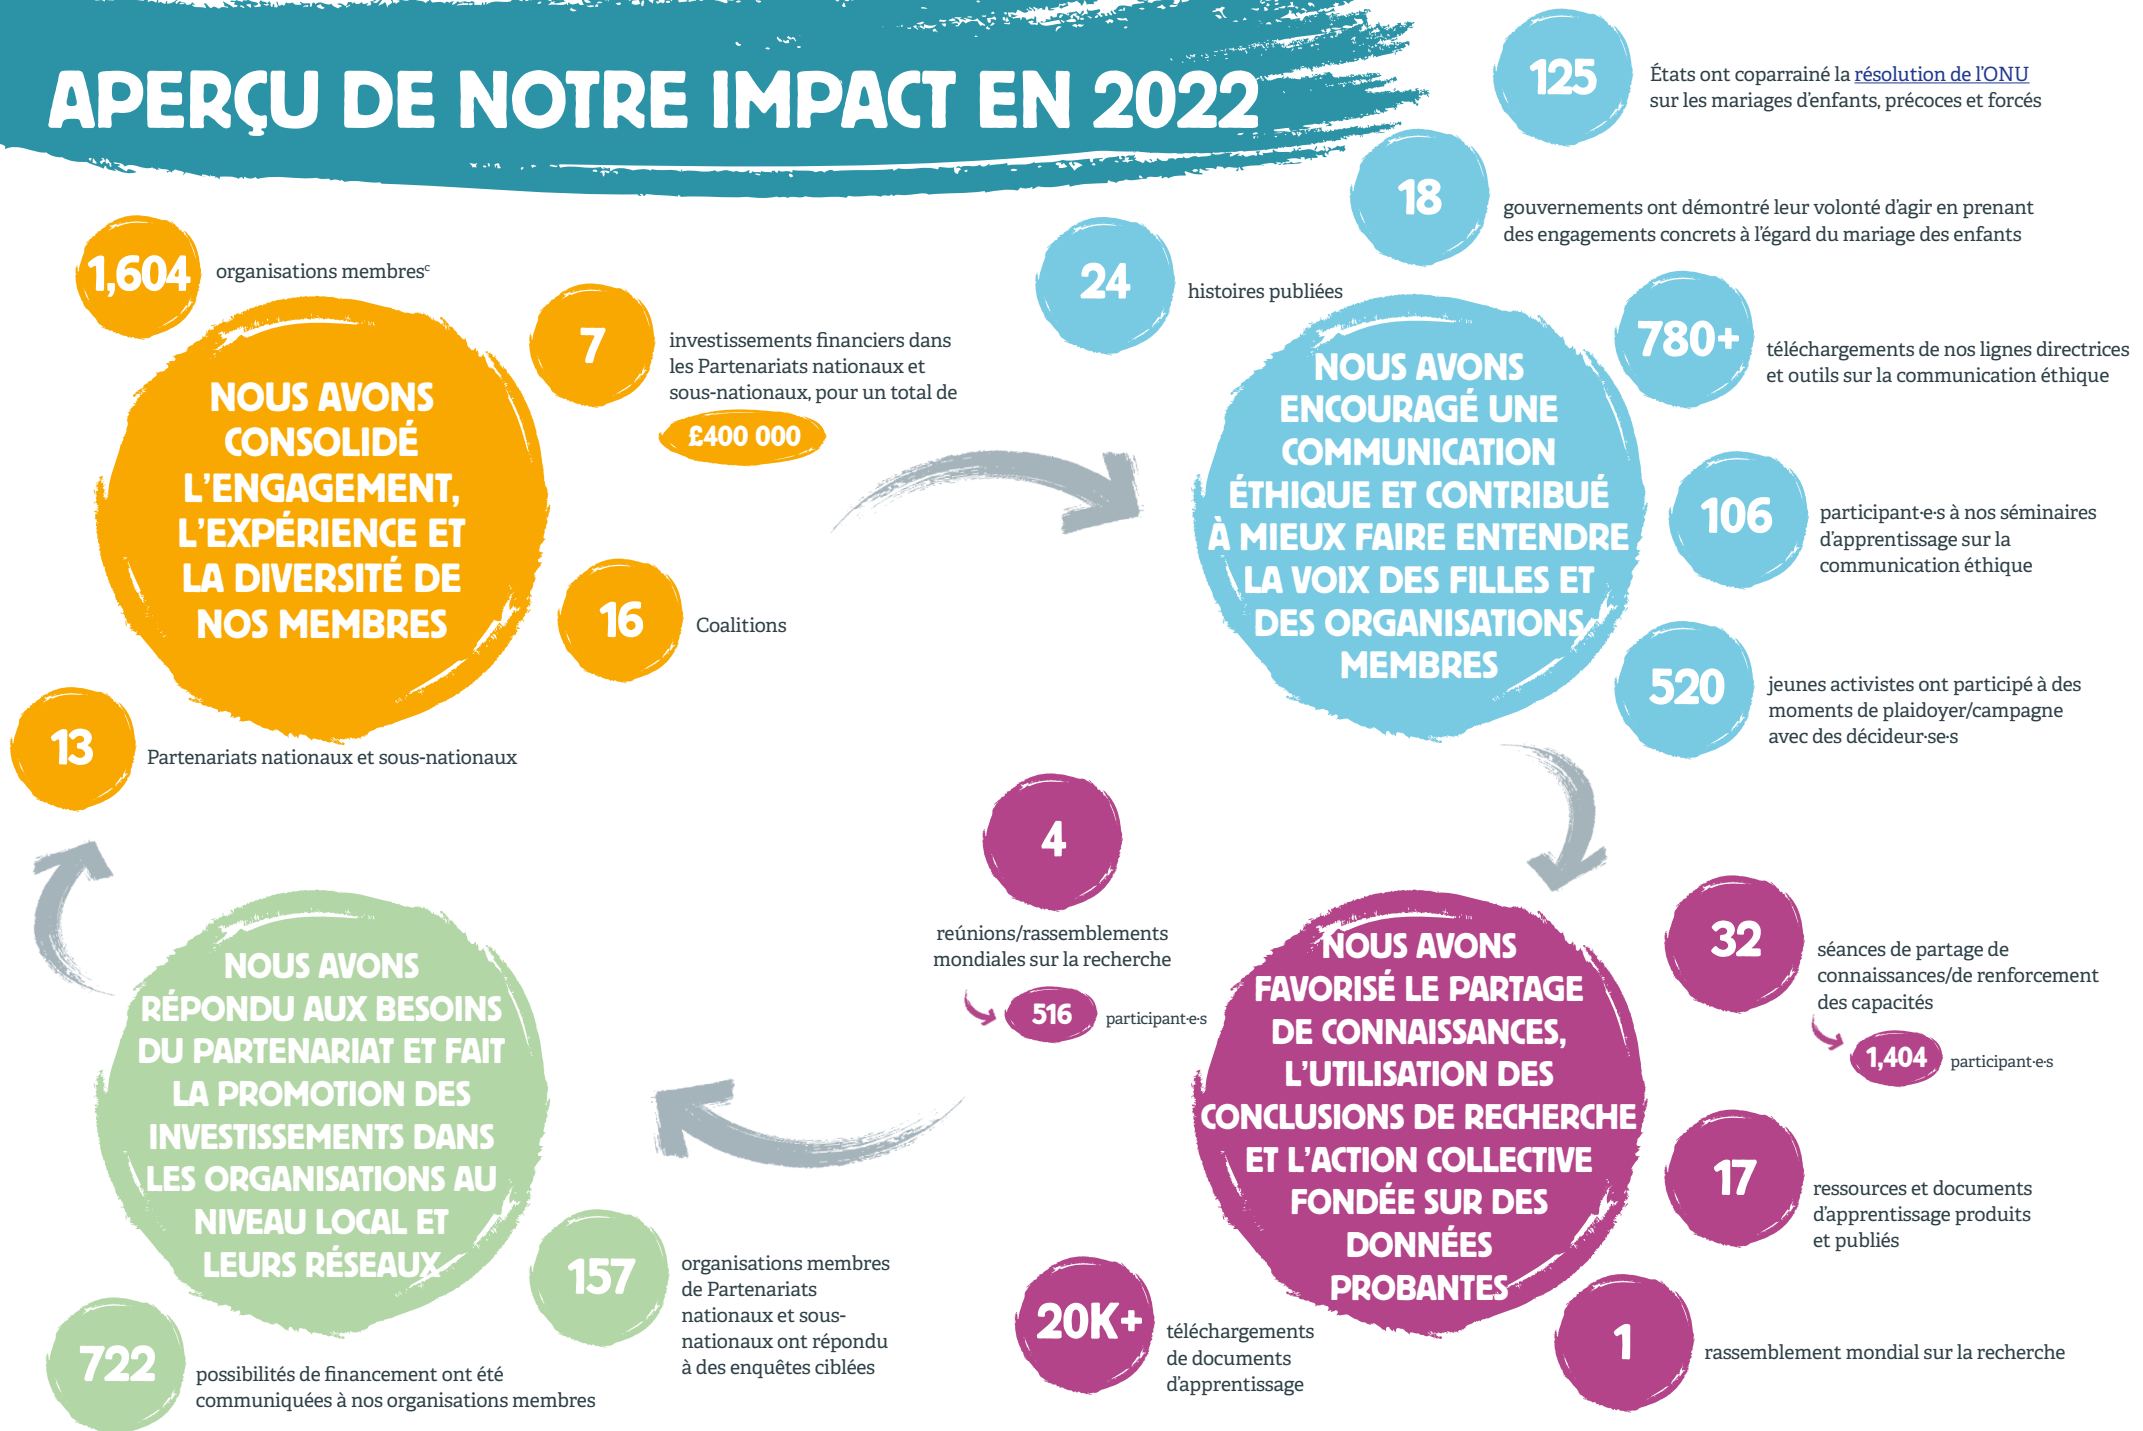 APERÇU DE NOTRE IMPACT EN 2022
1,604
organisations membresᶜ
7
investissements financiers dans
les Partenariats nationaux et
sous-nationaux, pour un total de
£400 000
NOUS AVONS
CONSOLIDÉ
L'ENGAGEMENT,
L'EXPÉRIENCE ET
LA DIVERSITÉ DE
NOS MEMBRES
16
Coalitions
13
Partenariats nationaux et sous-nationaux
125
États ont coparrainé la résolution de l'ONU
sur les mariages d'enfants, précoces et forcés
18
gouvernements ont démontré leur volonté d'agir en prenant
des engagements concrets à l'égard du mariage des enfants
24
histoires publiées
780+
téléchargements de nos lignes directrices
et outils sur la communication éthique
NOUS AVONS
ENCOURAGÉ UNE
COMMUNICATION
ÉTHIQUE ET CONTRIBUÉ
À MIEUX FAIRE ENTENDRE
LA VOIX DES FILLES ET
DES ORGANISATIONS
MEMBRES
106
participant·e·s à nos séminaires
d'apprentissage sur la
communication éthique
520
jeunes activistes ont participé à des
moments de plaidoyer/campagne
avec des décideur·se·s
4
reúnions/rassemblements
mondiales sur la recherche
516
participant·e·s
NOUS AVONS
FAVORISÉ LE PARTAGE
DE CONNAISSANCES,
L'UTILISATION DES
CONCLUSIONS DE RECHERCHE
ET L'ACTION COLLECTIVE
FONDÉE SUR DES
DONNÉES
PROBANTES
32
séances de partage de
connaissances/de renforcement
des capacités
1,404
participant·e·s
17
ressources et documents
d'apprentissage produits
et publiés
1
rassemblement mondial sur la recherche
20K+
téléchargements
de documents
d'apprentissage
NOUS AVONS
RÉPONDU AUX BESOINS
DU PARTENARIAT ET FAIT
LA PROMOTION DES
INVESTISSEMENTS DANS
LES ORGANISATIONS AU
NIVEAU LOCAL ET
LEURS RÉSEAUX
157
organisations membres
de Partenariats
nationaux et sous-
nationaux ont répondu
à des enquêtes ciblées
722
possibilités de financement ont été
communiquées à nos organisations membres